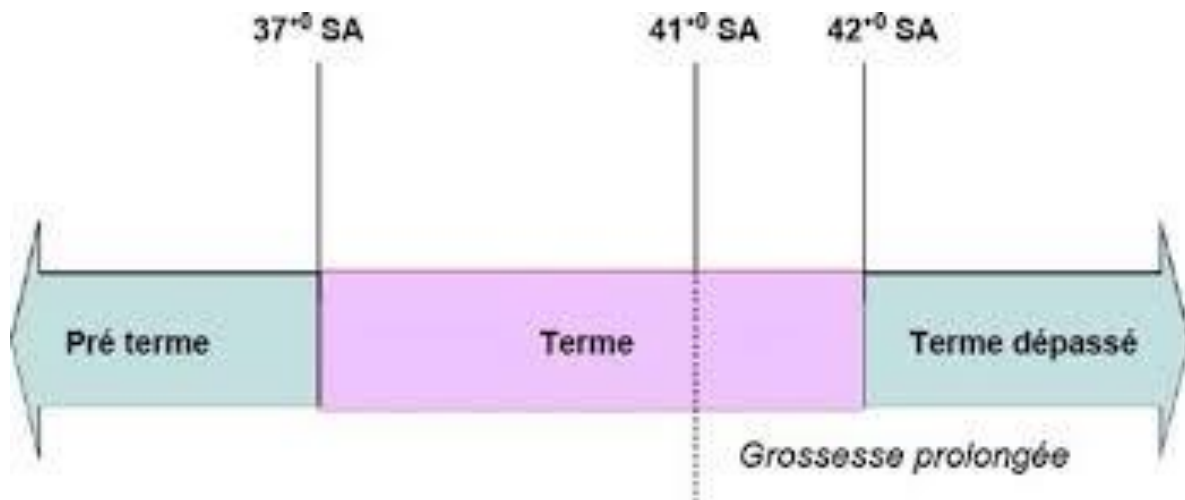 37⁺⁰ SA 41⁺⁰ SA 42⁺⁰ SA
Pré terme Terme Terme dépassé
Grossesse prolongée